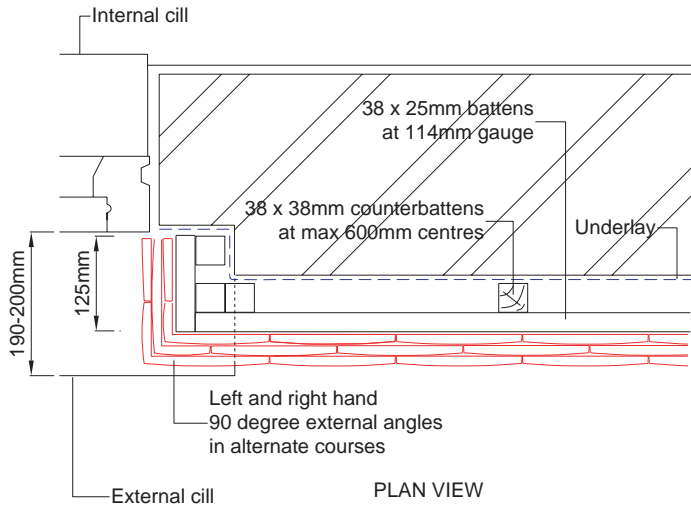 Internal cill
38 x 25mm battens
at 114mm gauge
38 x 38mm counterbattens
at max 600mm centres
Underlay
190-200mm
125mm
Left and right hand
90 degree external angles
in alternate courses
External cill
PLAN VIEW